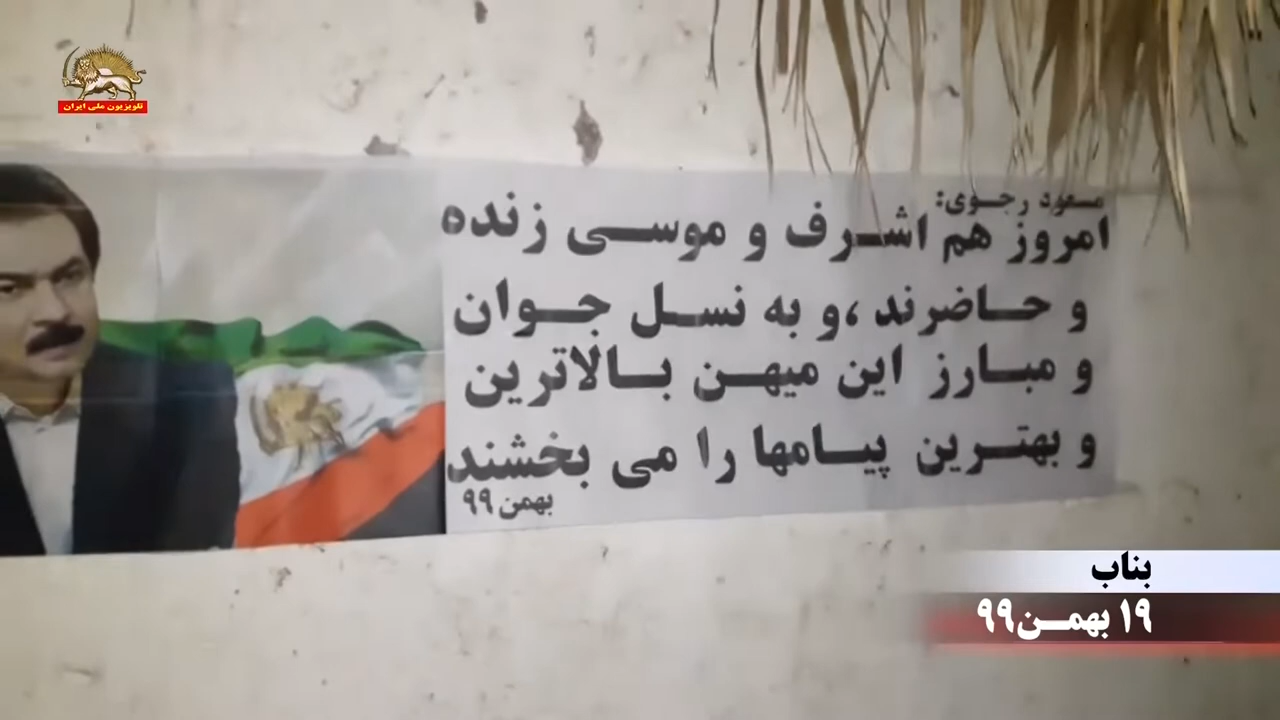 تلویزیون ملی ایران
مسعود رجوی:
امروز هم اشرف و موسی زنده
و حاضرند ،و به نسل جوان
و مبارز این میهن بالاترین
و بهترین پیامها را می بخشند
بهمن ۹۹
بناب
۱۹ بهمن۹۹